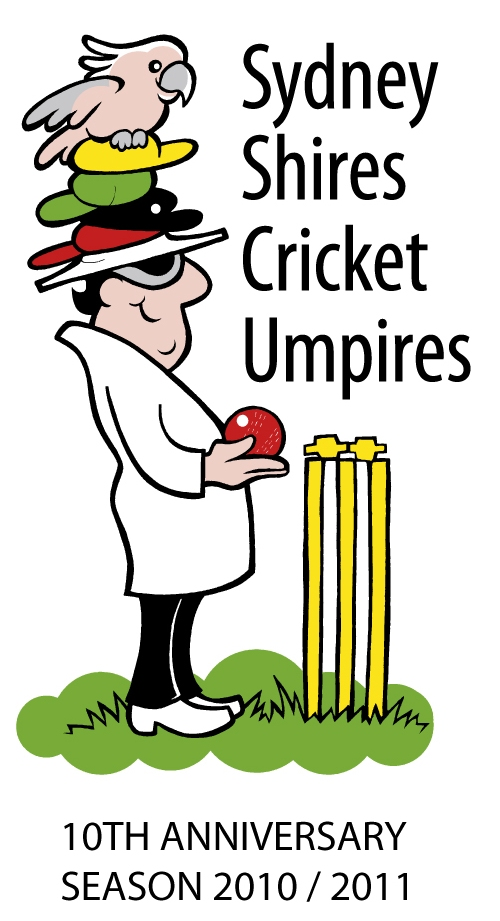 Sydney
Shires
Cricket
Umpires
10TH ANNIVERSARY
SEASON 2010 / 2011